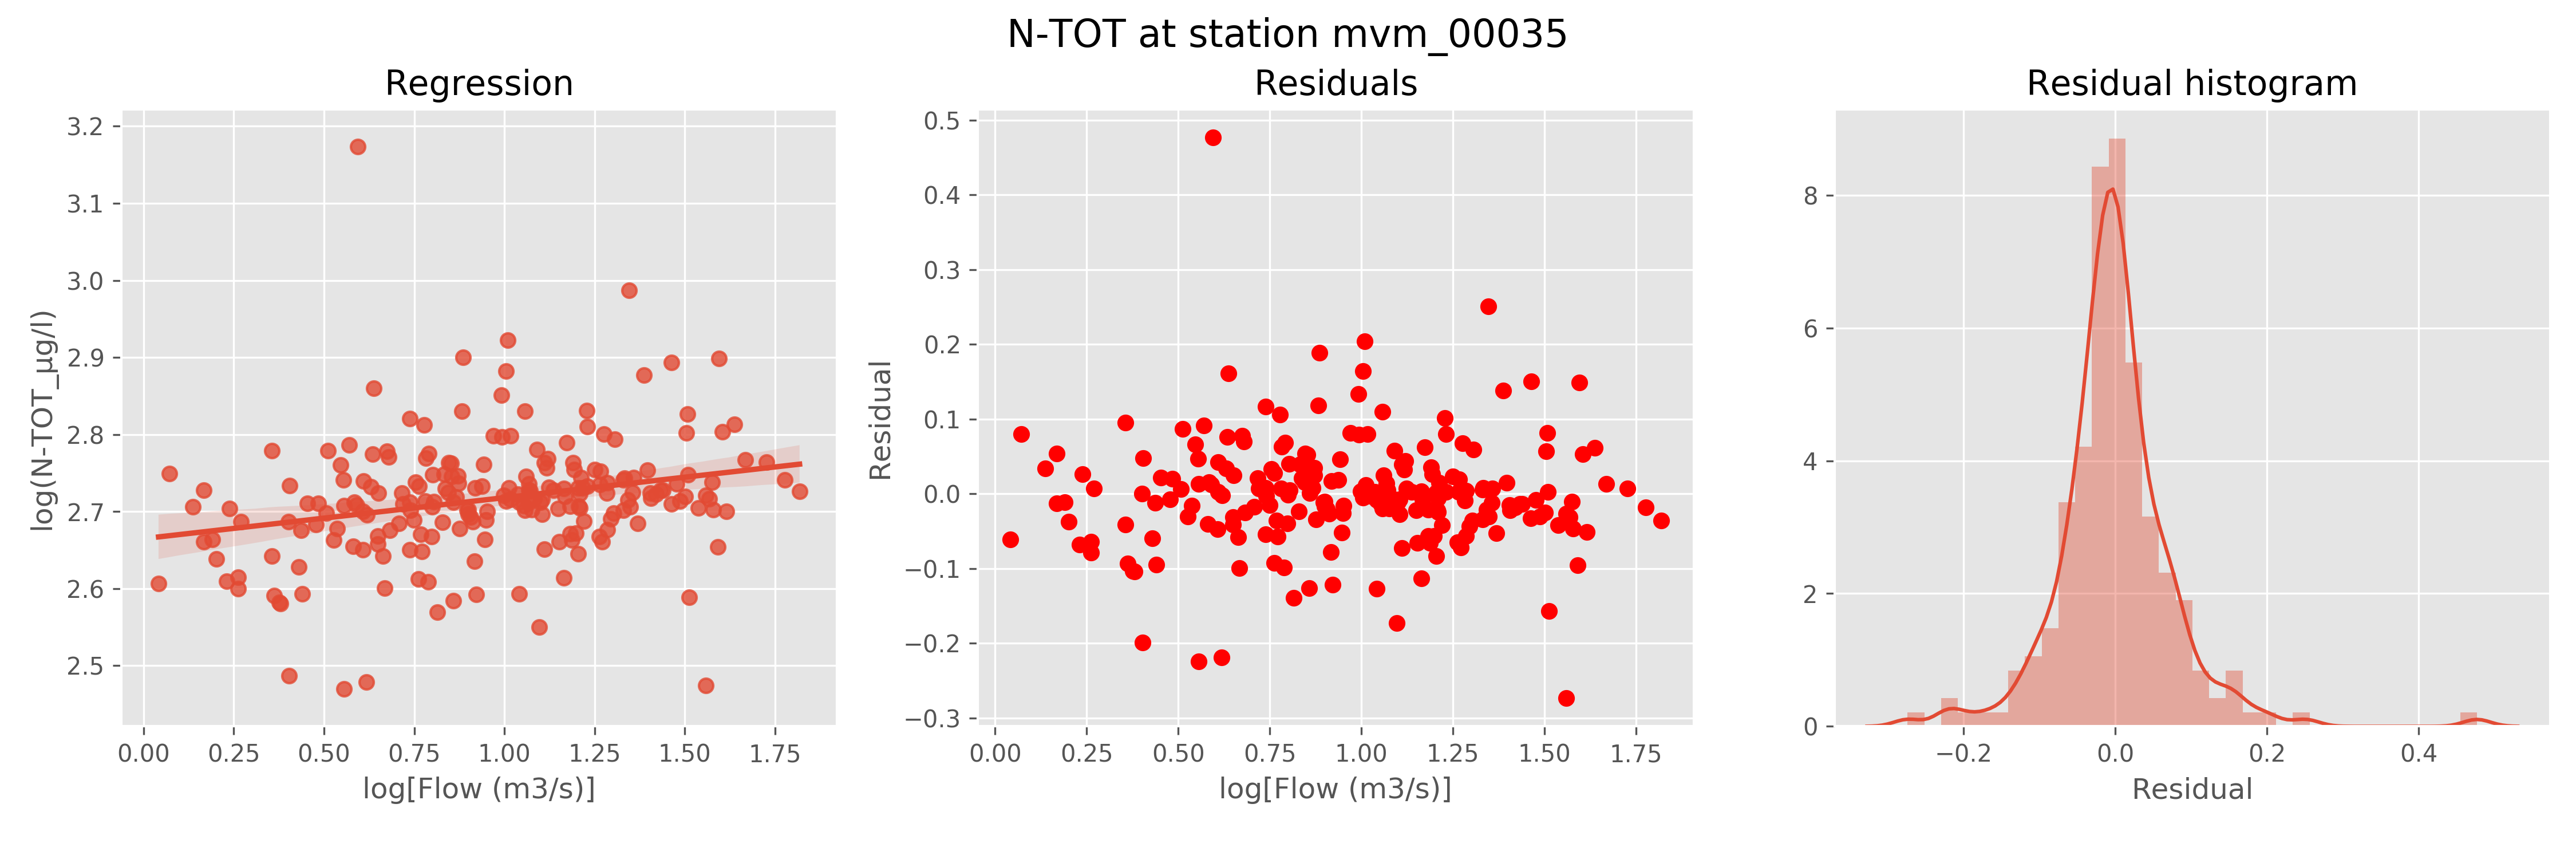 N-TOT at station mvm_00035
Regression
3.2
3.1
3.0
2.9
2.8
2.7
2.6
2.5
log(N-TOT_µg/l)
0.00 0.25 0.50 0.75 1.00 1.25 1.50 1.75
log[Flow (m3/s)]
Residuals
0.5
0.4
0.3
0.2
0.1
0.0
−0.1
−0.2
−0.3
Residual
0.00 0.25 0.50 0.75 1.00 1.25 1.50 1.75
log[Flow (m3/s)]
Residual histogram
8
6
4
2
0
−0.2 0.0 0.2 0.4
Residual